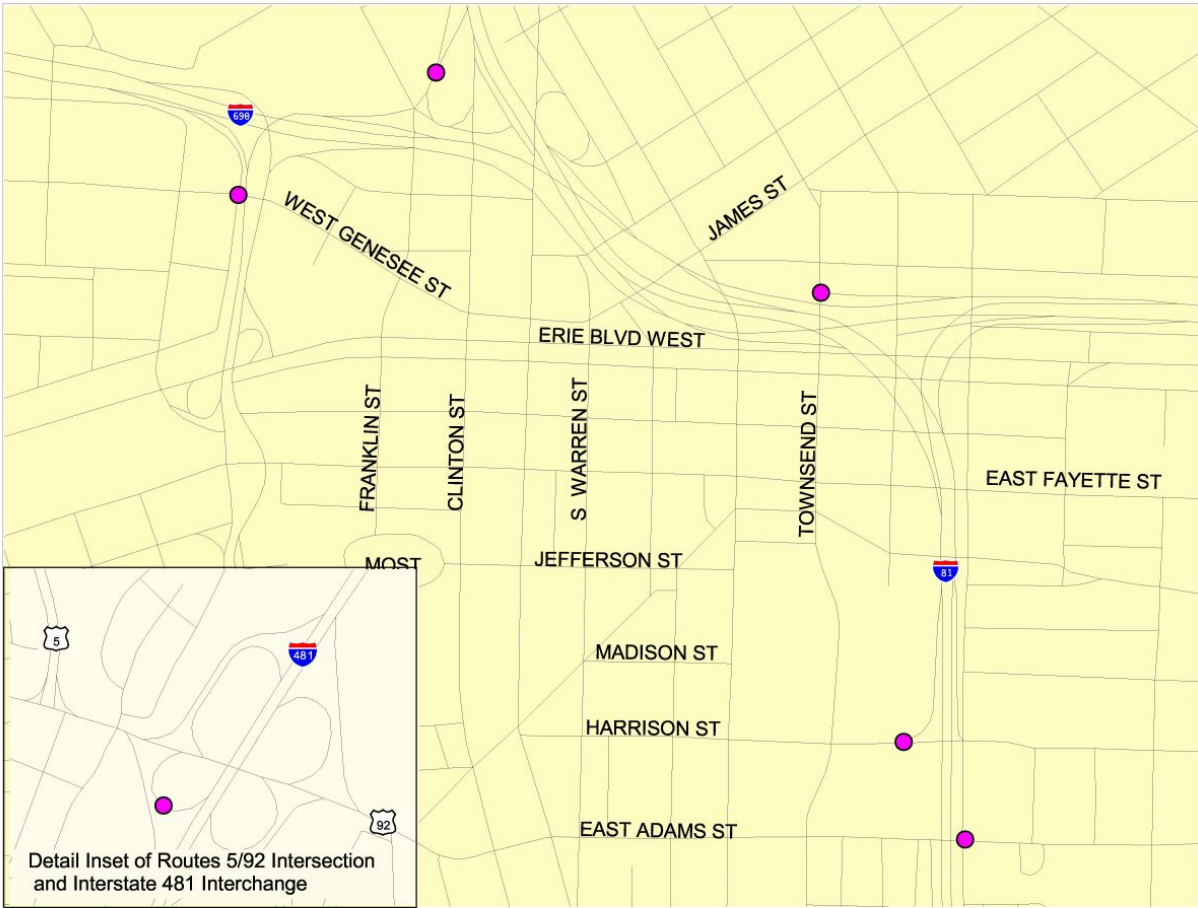 690
WEST GENESEE ST
JAMES ST
ERIE BLVD WEST
FRANKLIN ST
CLINTON ST
S WARREN ST
TOWNSEND ST
EAST FAYETTE ST
MOST
JEFFERSON ST
81
5
481
MADISON ST
HARRISON ST
92
EAST ADAMS ST
Detail Inset of Routes 5/92 Intersection
and Interstate 481 Interchange